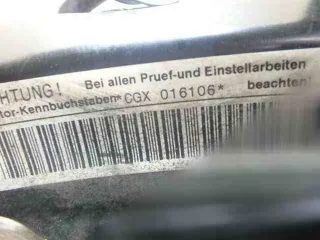 HTUNG! Bei allen Pruef-und Einstellarbeiten
tor-Kennbuchstaben CGX 016106* beachten